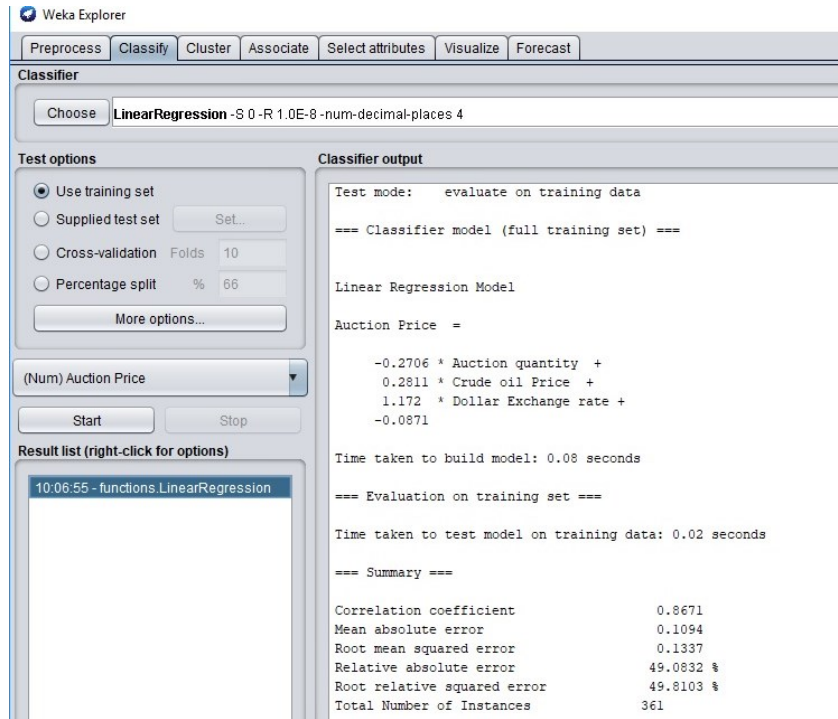 Weka Explorer
Preprocess Classify Cluster Associate Select attributes Visualize Forecast
Classifier
Choose LinearRegression -S 0 -R 1.0E-8 -num-decimal-places 4
Test options
Use training set
Supplied test set Set...
Cross-validation Folds 10
Percentage split % 66
More options...
(Num) Auction Price
Start Stop
Result list (right-click for options)
10:06:55 - functions.LinearRegression
Classifier output
Test mode: evaluate on training data
=== Classifier model (full training set) ===
Linear Regression Model
Auction Price =
-0.2706 * Auction quantity +
0.2811 * Crude oil Price +
1.172 * Dollar Exchange rate +
-0.0871
Time taken to build model: 0.08 seconds
=== Evaluation on training set ===
Time taken to test model on training data: 0.02 seconds
=== Summary ===
Correlation coefficient 0.8671
Mean absolute error 0.1094
Root mean squared error 0.1337
Relative absolute error 49.0832 %
Root relative squared error 49.8103 %
Total Number of Instances 361